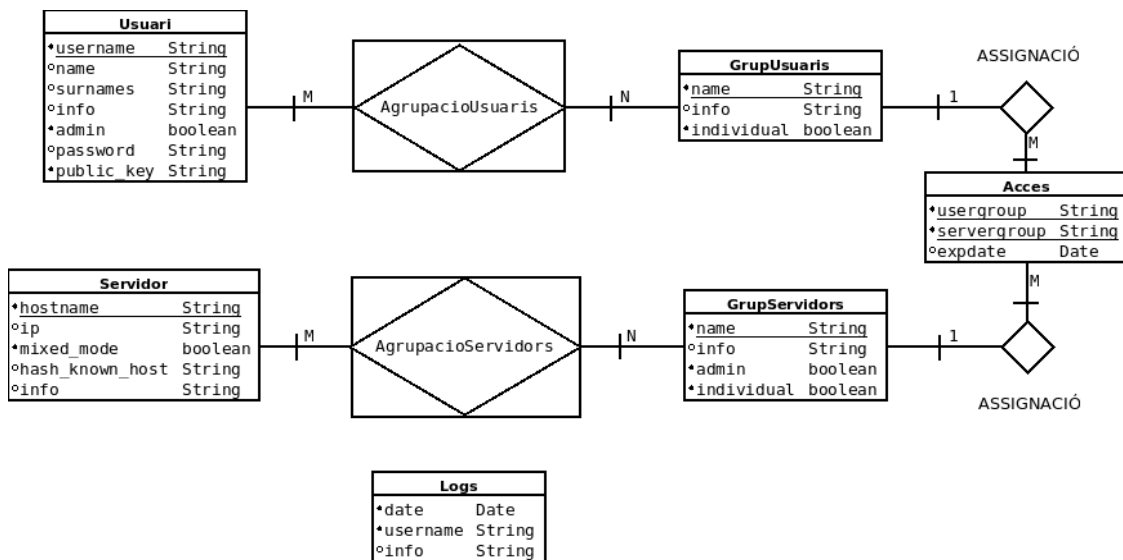 Usuari
username String
name String
surnames String
info String
admin boolean
password String
public_key String
M
AgrupacioUsuaris
N
GrupUsuaris
name String
info String
individual boolean
1
ASSIGNACIÓ
M
Acces
usergroup String
servergroup String
expdate Date
M
Servidor
hostname String
ip String
mixed_mode boolean
hash_known_host String
info String
M
AgrupacioServidors
N
GrupServidors
name String
info String
admin boolean
individual boolean
1
ASSIGNACIÓ
Logs
date Date
username String
info String